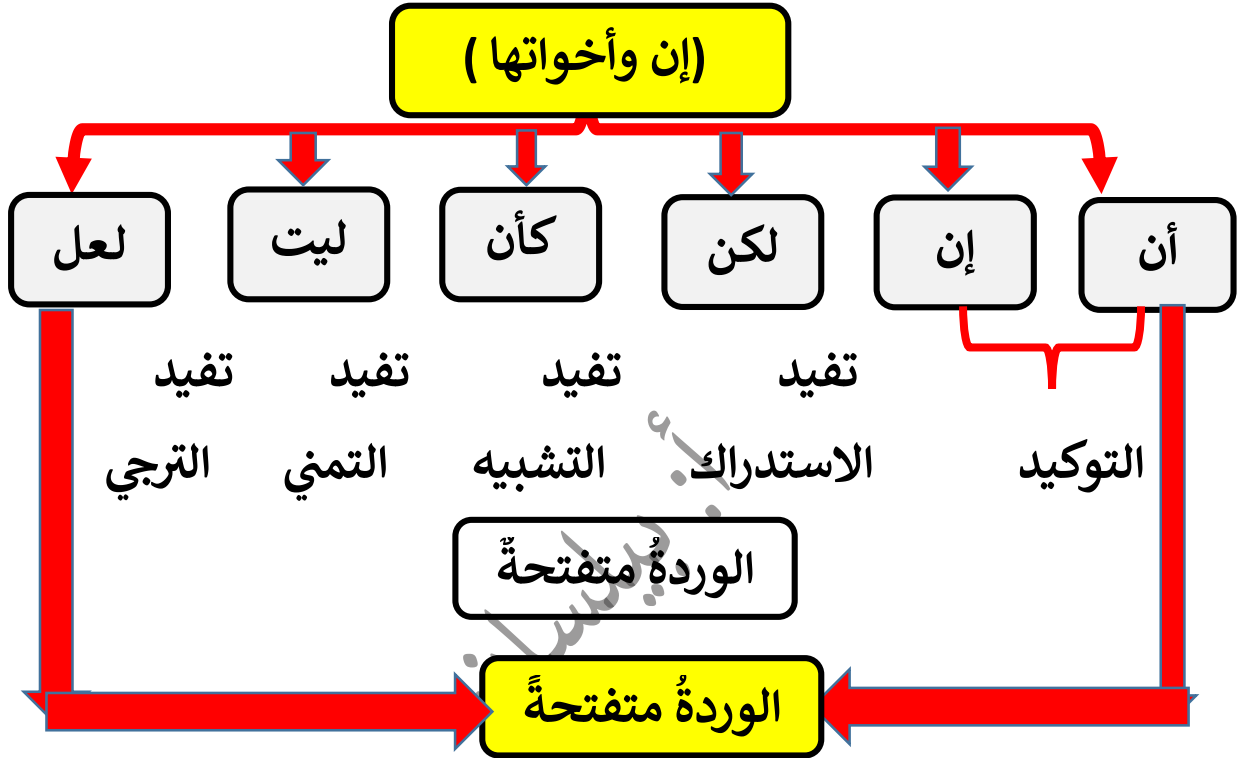 (إن وأخواتها )
أن إن لكن كأن ليت لعل
تفيد تفيد تفيد تفيد
التوكيد الاستدراك التشبيه التمني الترجي
الوردةُ متفتحةٌ
الوردةُ متفتحةً